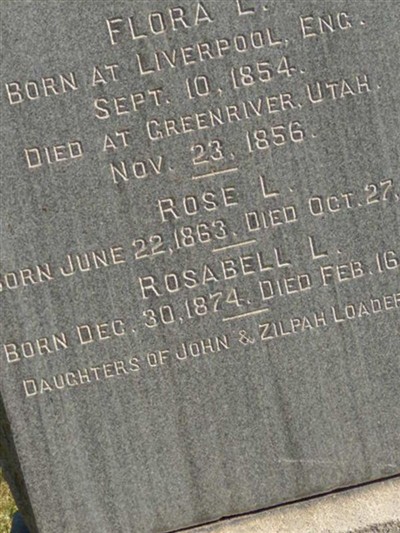 FLORA L.
BORN AT LIVERPOOL, ENG.
SEPT. 10, 1854.
DIED AT GREENRIVER, UTAH.
NOV. 23, 1856.
ROSE L.
BORN JUNE 22, 1863. DIED OCT. 27,
ROSABELL L.
BORN DEC. 30, 1874. DIED FEB. 16
DAUGHTERS OF JOHN & ZILPAH LOADER